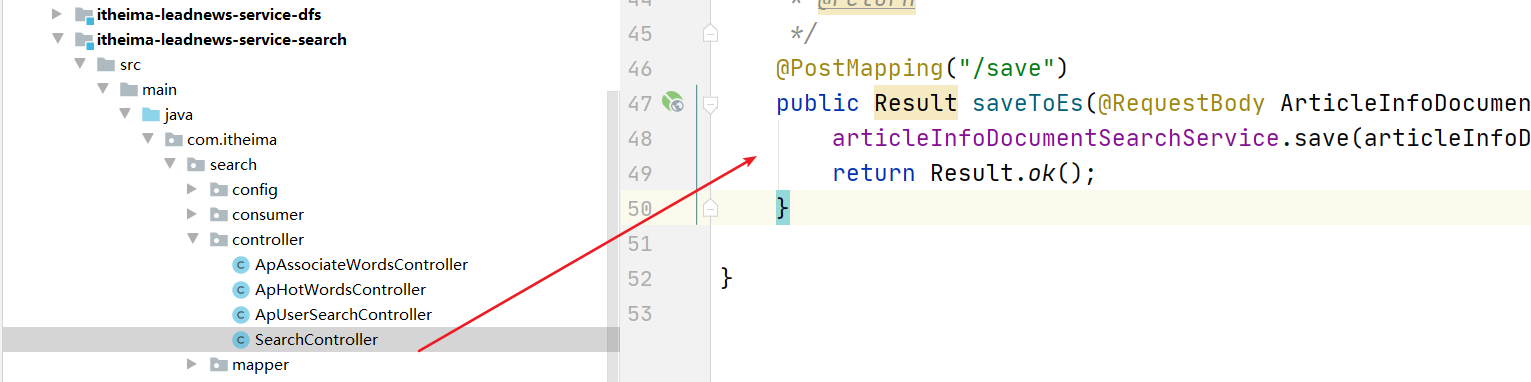 itheima-leadnews-service-dfs
itheima-leadnews-service-search
src
main
java
com.itheima
search
config
consumer
controller
ApAssociateWordsController
ApHotWordsController
ApUserSearchController
SearchController
mapper
44 * @return
45 */
46 @PostMapping("/save")
47 public Result saveToEs(@RequestBody ArticleInfoDocumen
48 articleInfoDocumentSearchService.save(articleInfoD
49 return Result.ok();
50 }
51
52 }
53